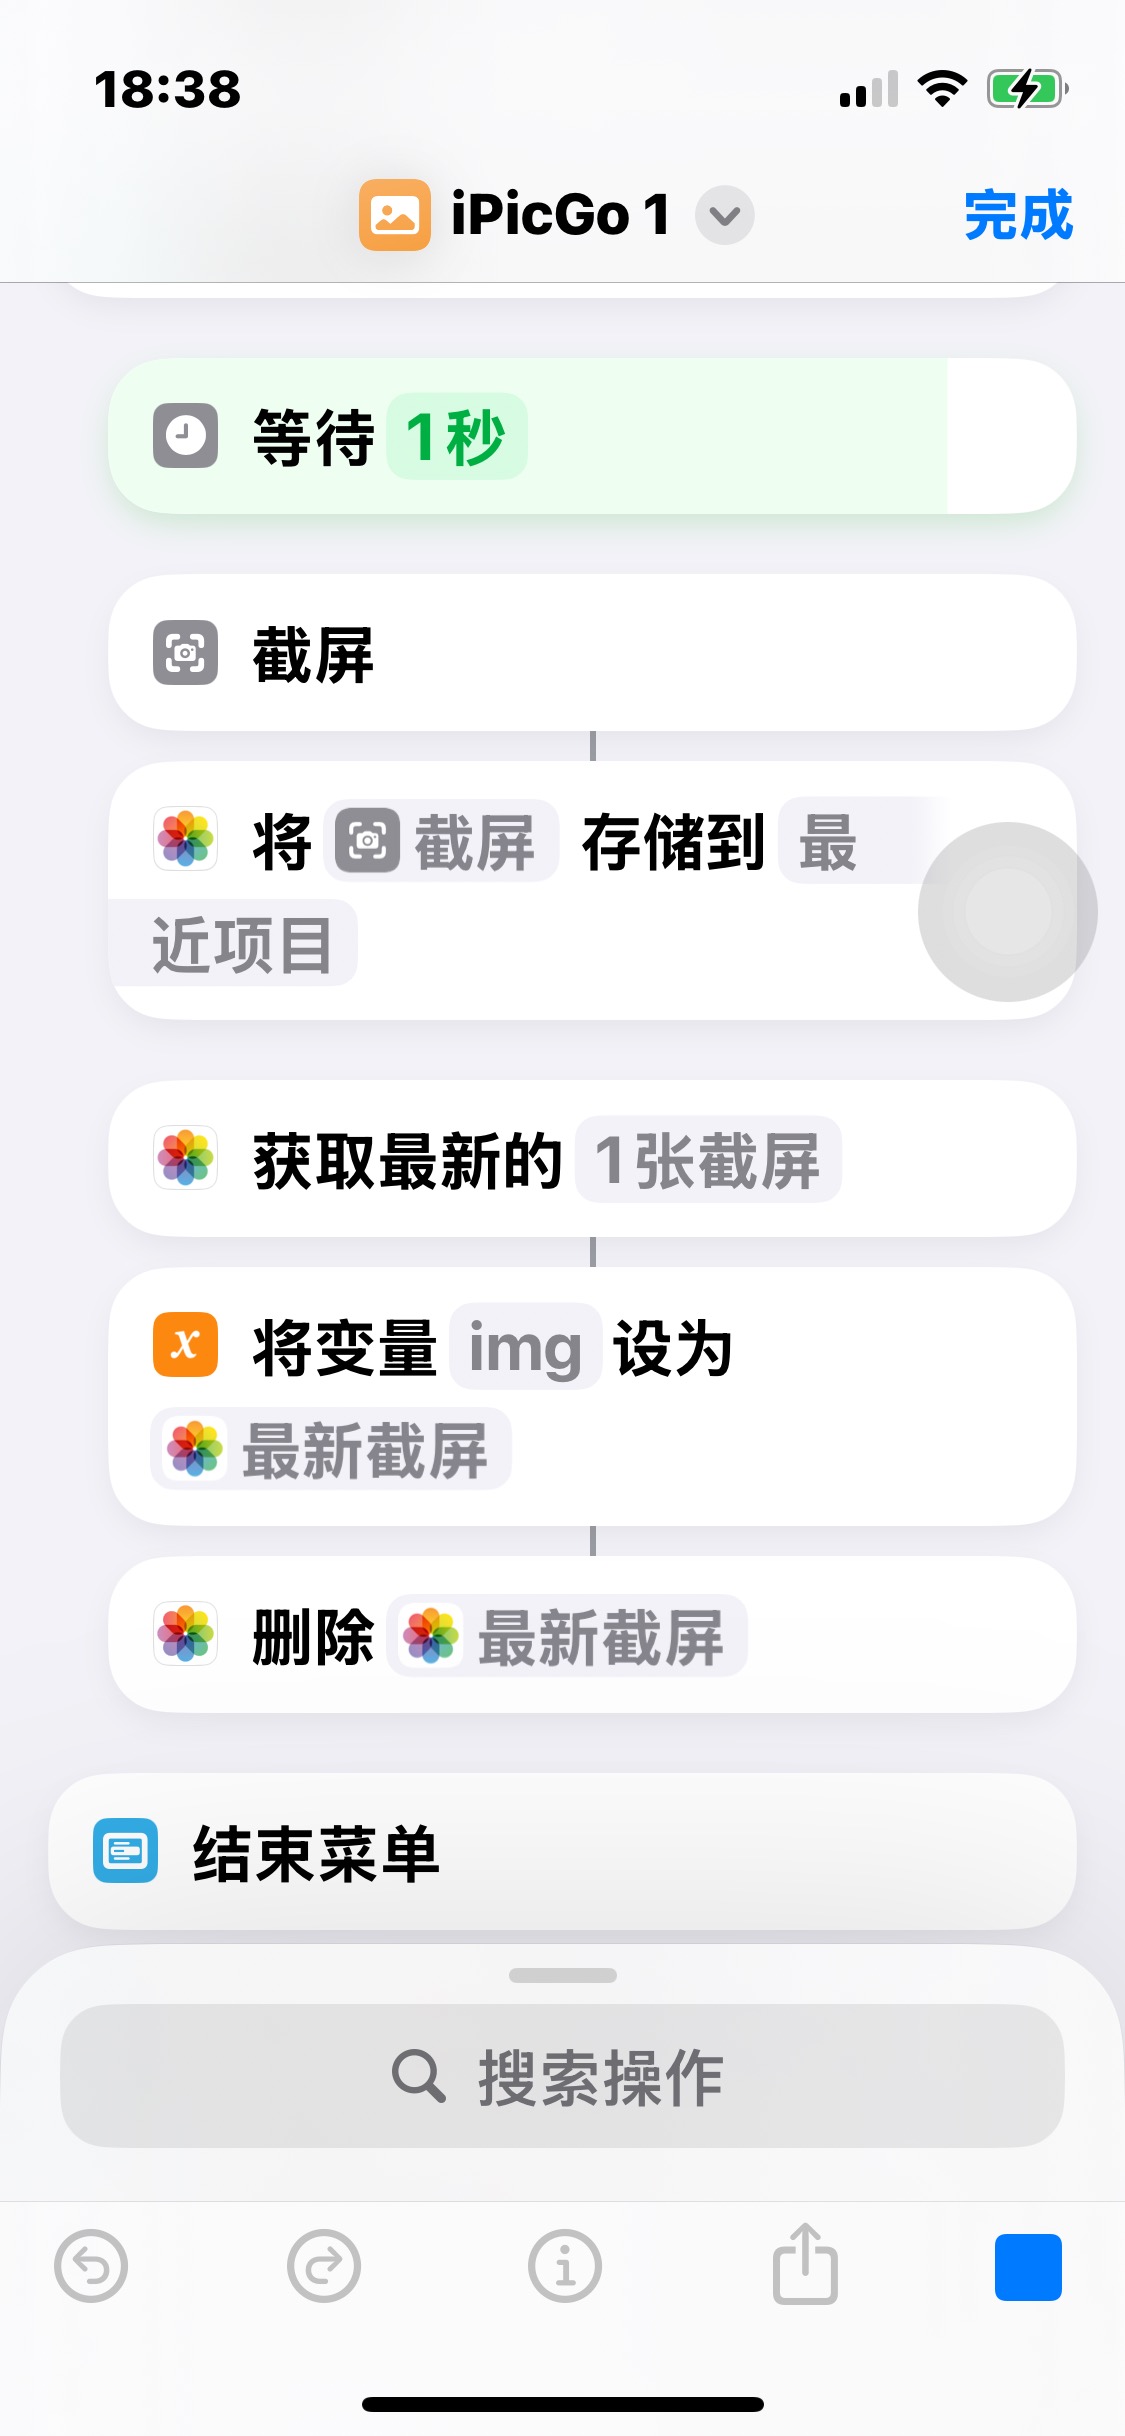 18:38
iPicGo 1
完成
等待 1秒
截屏
将 截屏 存储到 最
近项目
获取最新的 1张截屏
将变量 img 设为
最新截屏
删除 最新截屏
结束菜单
搜索操作